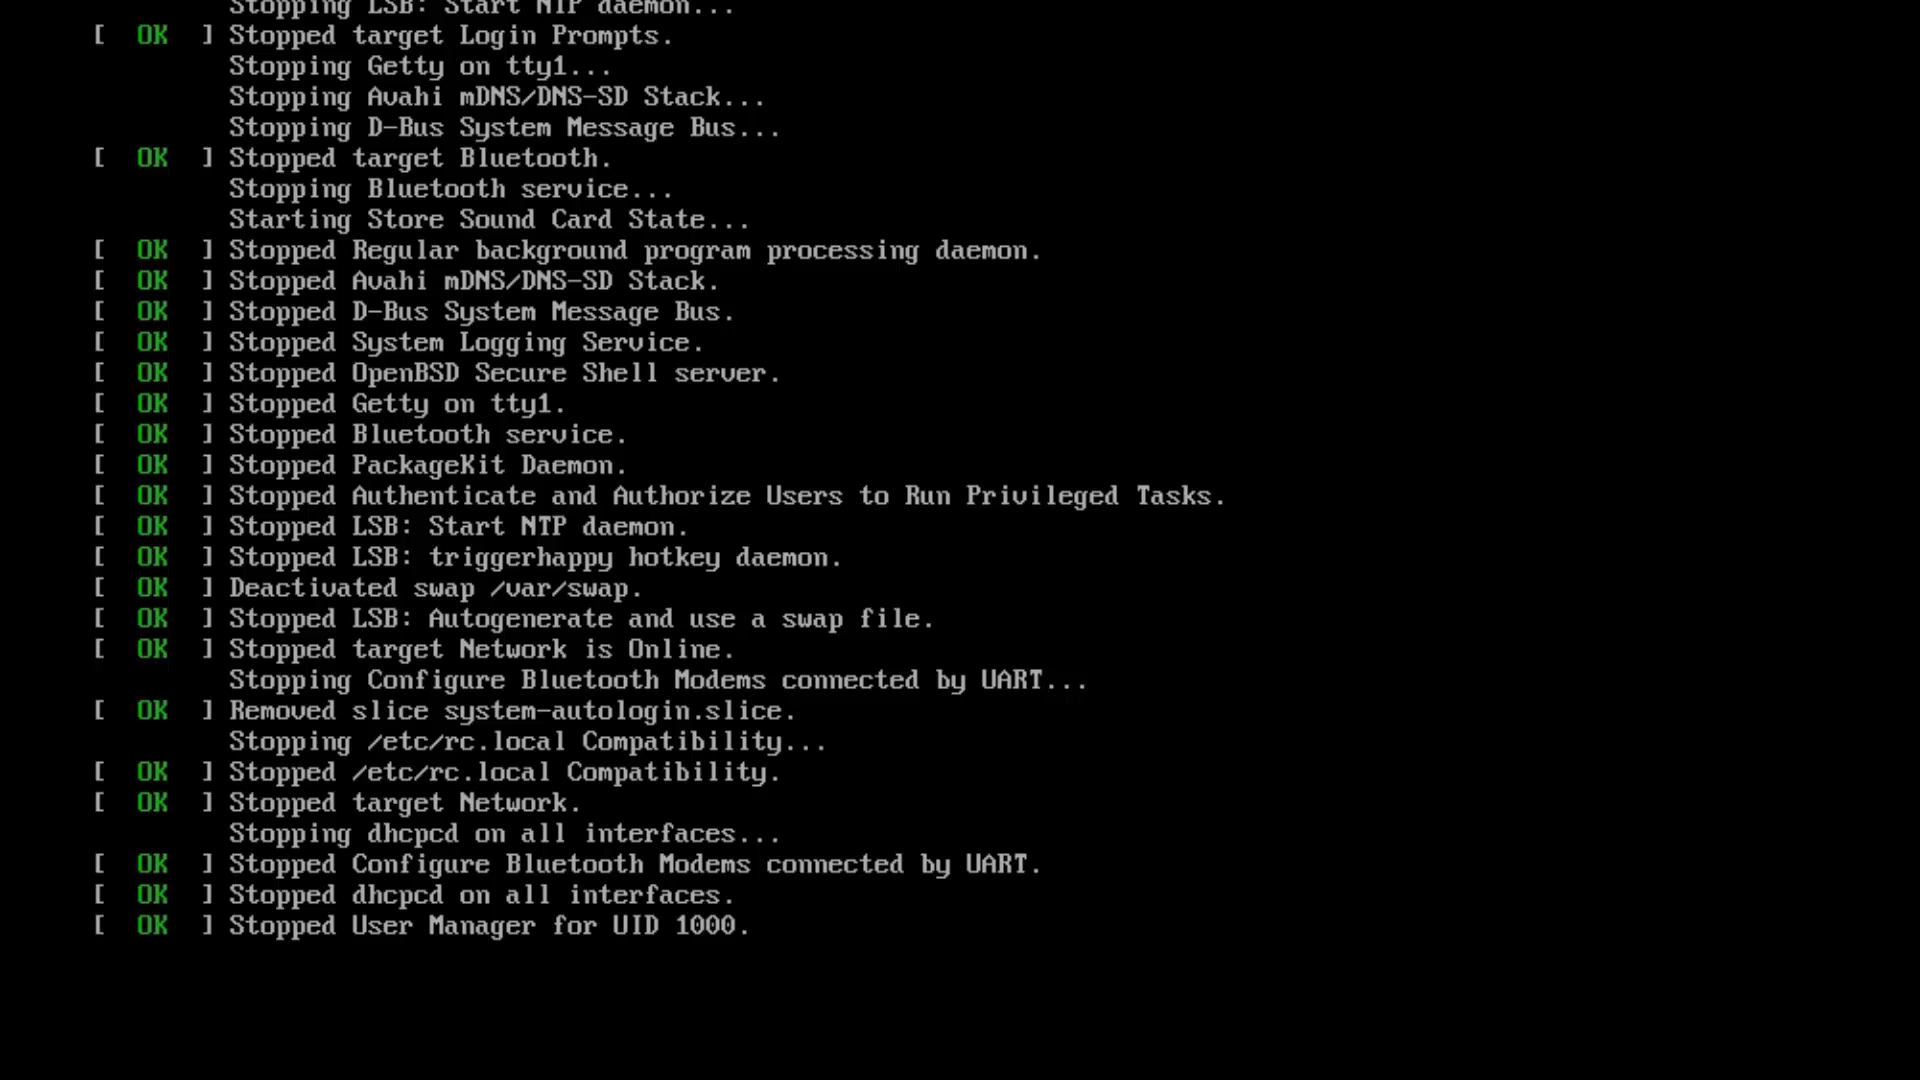 Stopping LSB: Start NTP daemon...
[  OK  ] Stopped target Login Prompts.
Stopping Getty on tty1...
Stopping Avahi mDNS/DNS-SD Stack...
Stopping D-Bus System Message Bus...
[  OK  ] Stopped target Bluetooth.
Stopping Bluetooth service...
Starting Store Sound Card State...
[  OK  ] Stopped Regular background program processing daemon.
[  OK  ] Stopped Avahi mDNS/DNS-SD Stack.
[  OK  ] Stopped D-Bus System Message Bus.
[  OK  ] Stopped System Logging Service.
[  OK  ] Stopped OpenBSD Secure Shell server.
[  OK  ] Stopped Getty on tty1.
[  OK  ] Stopped Bluetooth service.
[  OK  ] Stopped PackageKit Daemon.
[  OK  ] Stopped Authenticate and Authorize Users to Run Privileged Tasks.
[  OK  ] Stopped LSB: Start NTP daemon.
[  OK  ] Stopped LSB: triggerhappy hotkey daemon.
[  OK  ] Deactivated swap /var/swap.
[  OK  ] Stopped LSB: Autogenerate and use a swap file.
[  OK  ] Stopped target Network is Online.
Stopping Configure Bluetooth Modems connected by UART...
[  OK  ] Removed slice system-autologin.slice.
Stopping /etc/rc.local Compatibility...
[  OK  ] Stopped /etc/rc.local Compatibility.
[  OK  ] Stopped target Network.
Stopping dhcpcd on all interfaces...
[  OK  ] Stopped Configure Bluetooth Modems connected by UART.
[  OK  ] Stopped dhcpcd on all interfaces.
[  OK  ] Stopped User Manager for UID 1000.